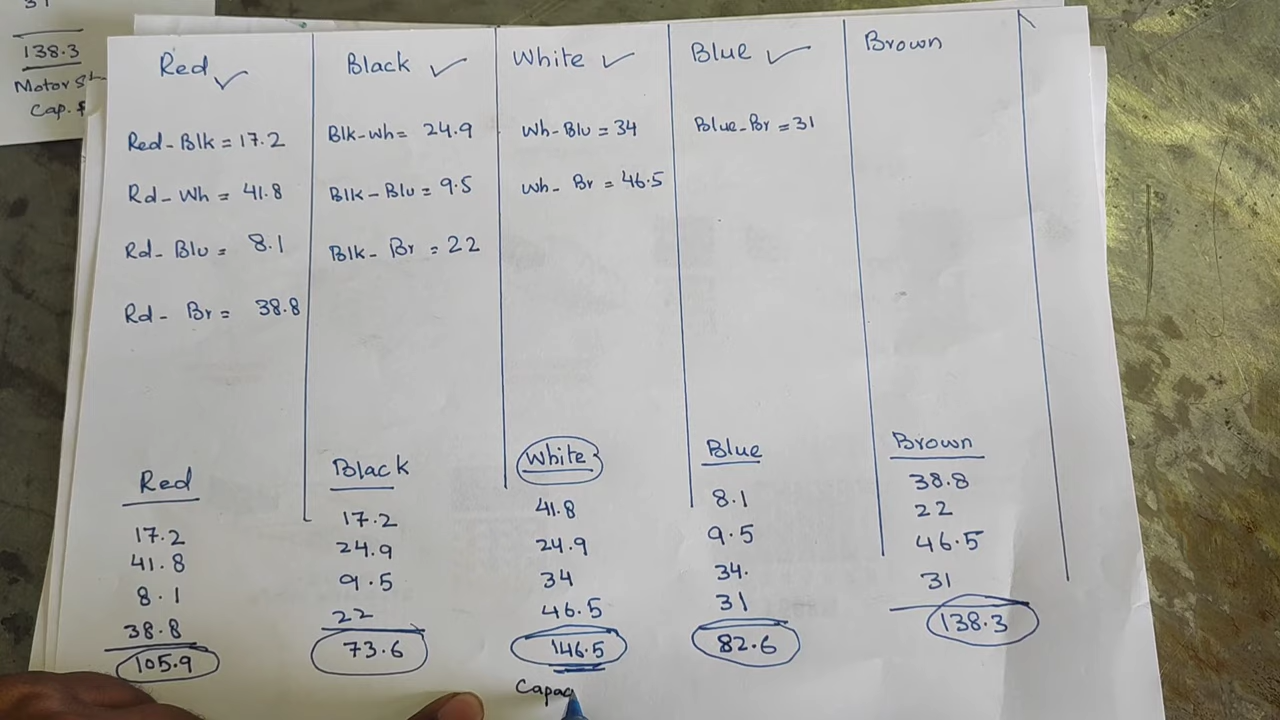 138.3
Motor St
Cap.
Red
Red-Blk = 17.2
Rd-Wh = 41.8
Rd-Blu = 8.1
Rd-Br = 38.8
Black
Blk-Wh = 24.9
Blk-Blu = 9.5
Blk-Br = 22
White
Wh-Blu = 34
Wh-Br = 46.5
Blue
Blue-Br = 31
Brown
Red
17.2
41.8
8.1
38.8
105.9
Black
17.2
24.9
9.5
22
73.6
White
41.8
24.9
34
46.5
146.5
Capac
Blue
8.1
9.5
34.
31
82.6
Brown
38.8
22
46.5
31
138.3